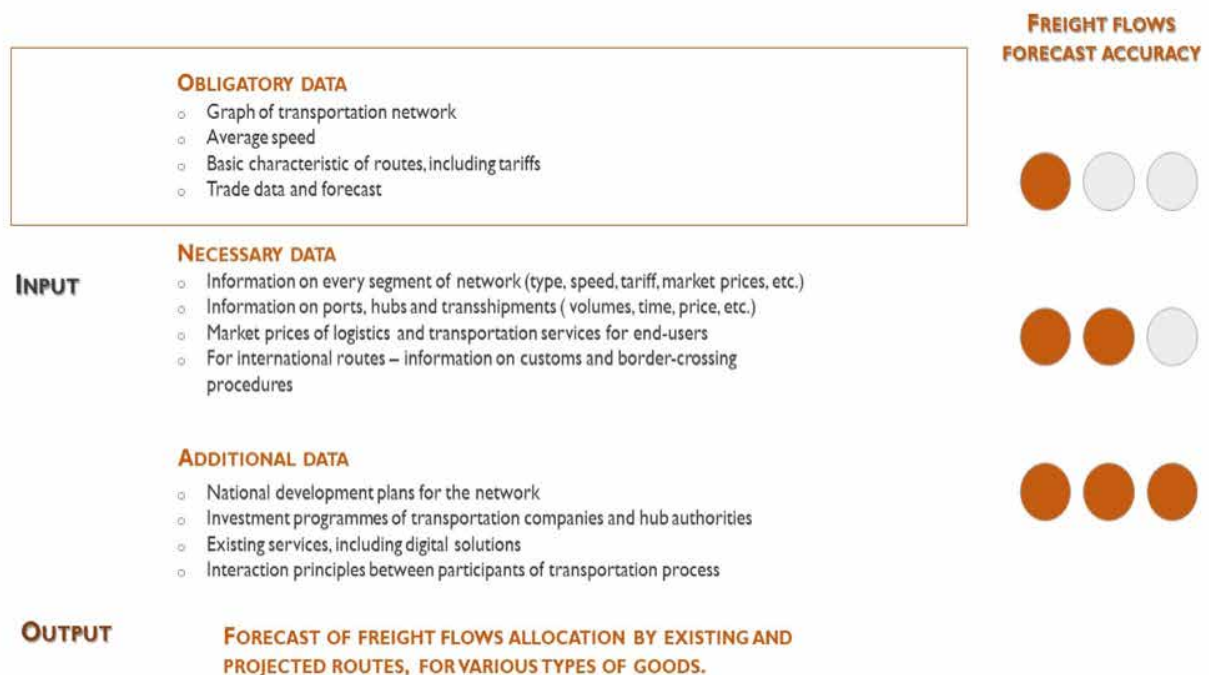 FREIGHT FLOWS
FORECAST ACCURACY
OBLIGATORY DATA
o Graph of transportation network
o Average speed
o Basic characteristic of routes, including tariffs
o Trade data and forecast
INPUT
NECESSARY DATA
o Information on every segment of network (type, speed, tariff, market prices, etc.)
o Information on ports, hubs and transshipments ( volumes, time, price, etc.)
o Market prices of logistics and transportation services for end-users
o For international routes – information on customs and border-crossing
procedures
ADDITIONAL DATA
o National development plans for the network
o Investment programmes of transportation companies and hub authorities
o Existing services, including digital solutions
o Interaction principles between participants of transportation process
OUTPUT
FORECAST OF FREIGHT FLOWS ALLOCATION BY EXISTING AND
PROJECTED ROUTES, FOR VARIOUS TYPES OF GOODS.